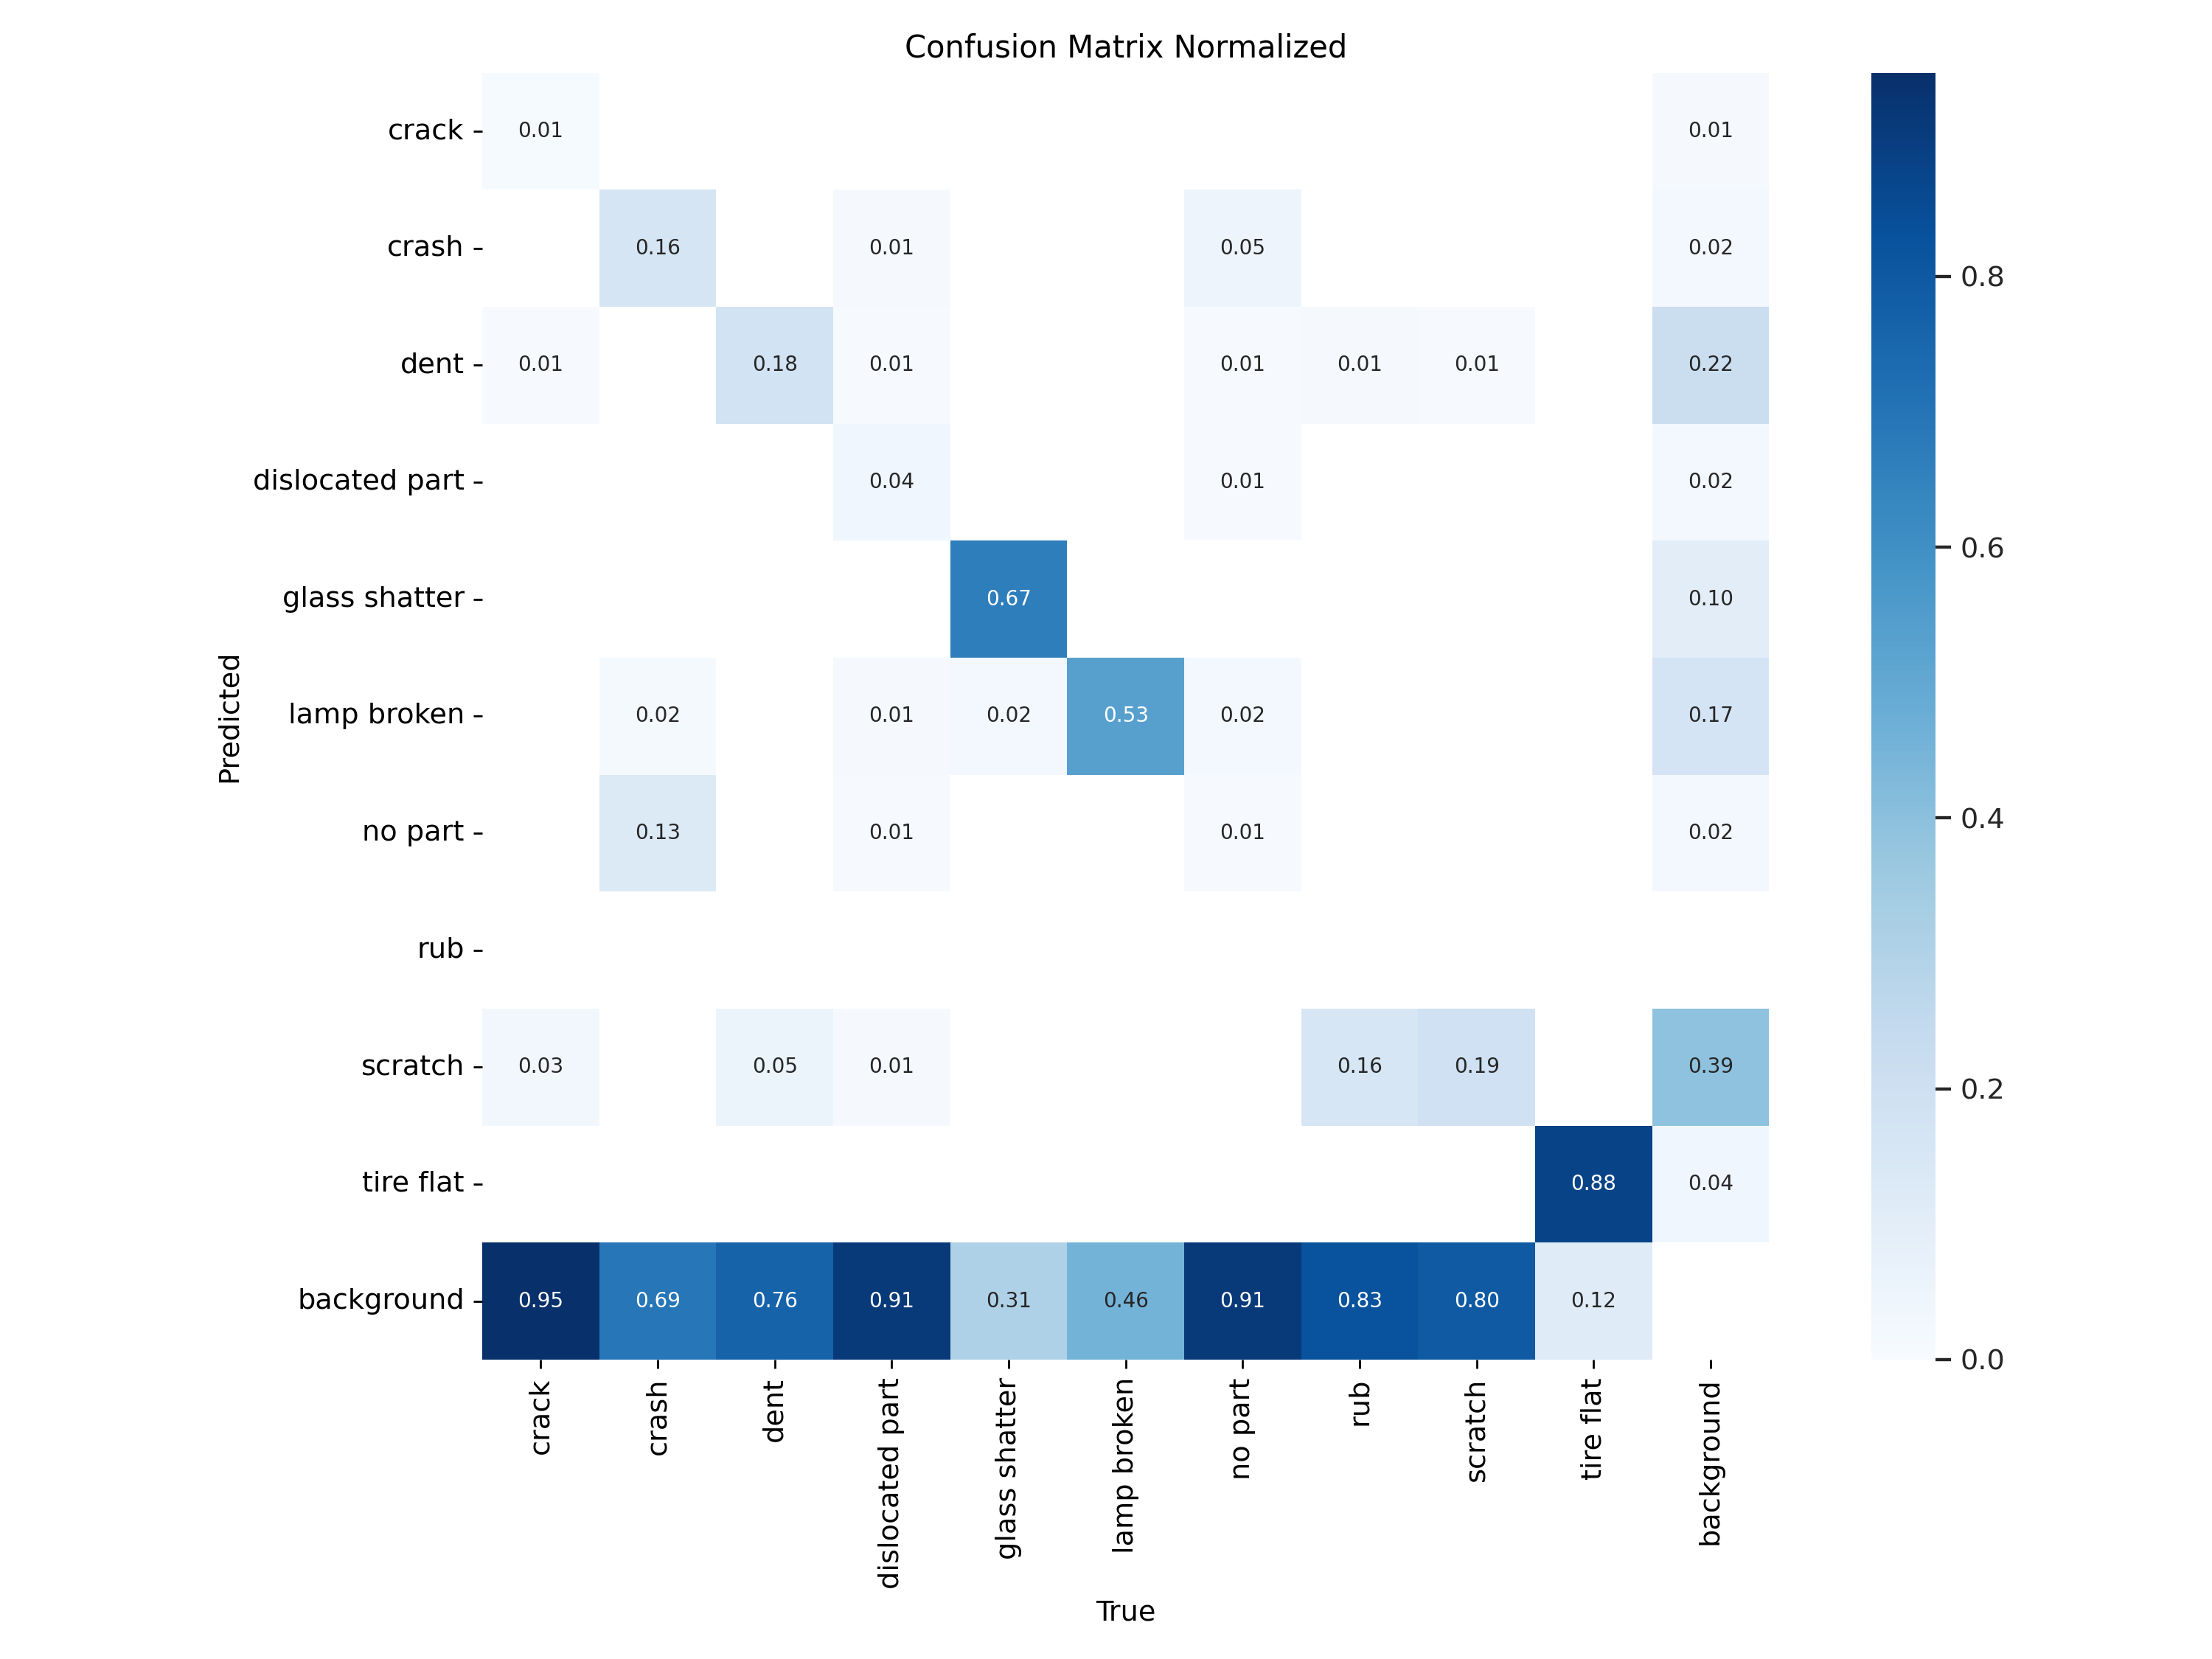 Confusion Matrix Normalized
Predicted
crack 0.01 0.01
crash 0.16 0.01 0.05 0.02
dent 0.01 0.18 0.01 0.01 0.01 0.01 0.22
dislocated part 0.04 0.01 0.02
glass shatter 0.67 0.10
lamp broken 0.02 0.01 0.02 0.53 0.02 0.17
no part 0.13 0.01 0.01 0.02
rub
scratch 0.03 0.05 0.01 0.16 0.19 0.39
tire flat 0.88 0.04
background 0.95 0.69 0.76 0.91 0.31 0.46 0.91 0.83 0.80 0.12
crack
crash
dent
dislocated part
glass shatter
lamp broken
no part
rub
scratch
tire flat
background
True
0.8
0.6
0.4
0.2
0.0